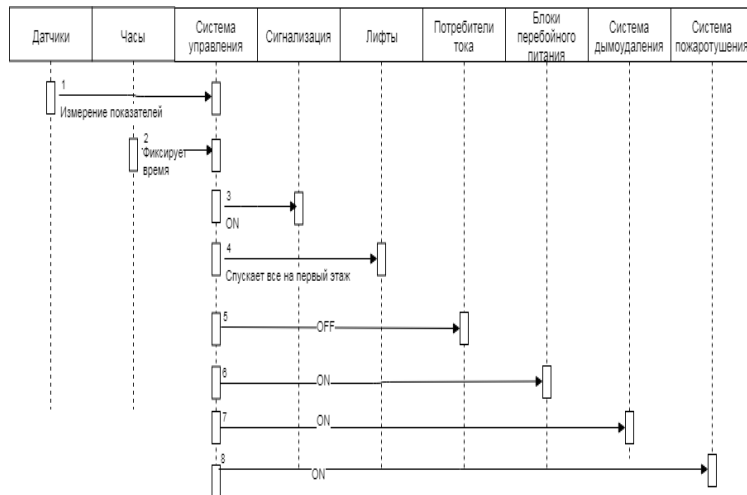 Датчики
Часы
Система
управления
Сигнализация
Лифты
Потребители
тока
Блоки
перебойного
питания
Система
дымоудаления
Система
пожаротушения
1
Измерение показателей
2
Фиксирует
время
3
ON
4
Спускает все на первый этаж
5
OFF
6
ON
7
ON
8
ON